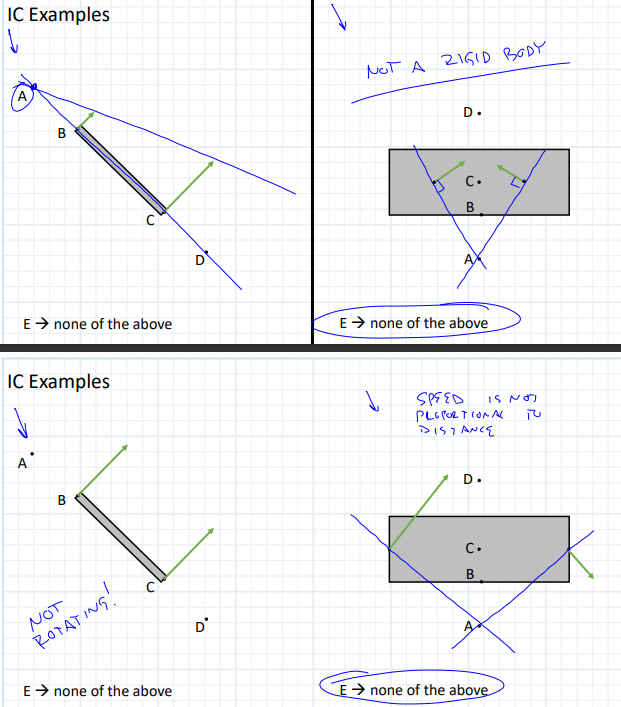 IC Examples
A
B
C
D
E → none of the above
NOT A RIGID BODY
D
C
B
A
E → none of the above
IC Examples
A
B
C
NOT
ROTATING!
D
E → none of the above
SPEED IS NOT
PROPORTIONAL TO
DISTANCE
D
C
B
A
E → none of the above